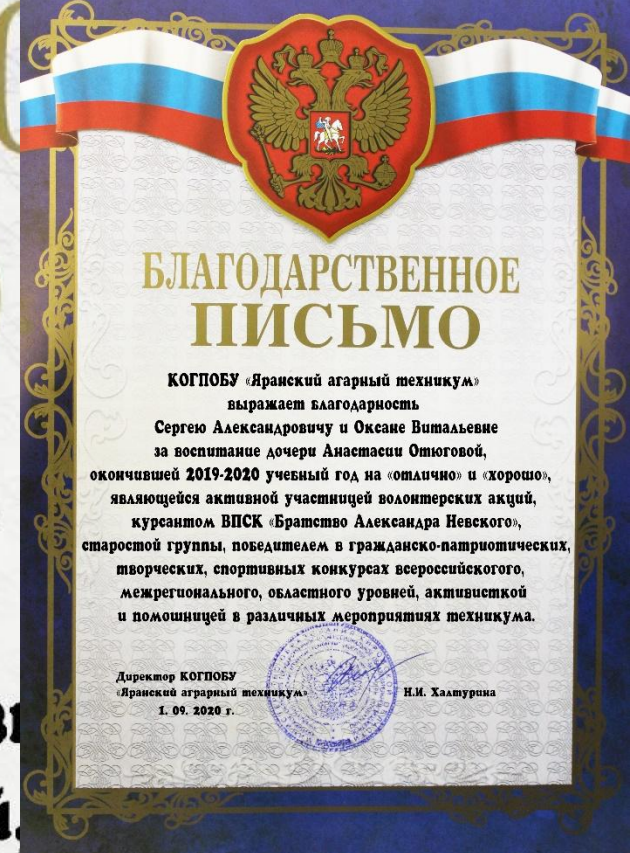 БЛАГОДАРСТВЕННОЕ
ПИСЬМО
КОГПОБУ «Яранский агарный техникум»
выражает благодарность
Сергею Александровичу и Оксане Витальевне
за воспитание дочери Анастасии Отюговой,
окончившей 2019-2020 учебный год на «отлично» и «хорошо»,
являющейся активной участницей волонтерских акций,
курсантом ВПСК «Братство Александра Невского»,
старостой группы, победителем в гражданско-патриотических,
творческих, спортивных конкурсах всероссийскогого,
межрегионального, областного уровней, активисткой
и помошницей в различных мероприятиях техникума.
Директор КОГПОБУ
«Яранский аграрный техникум»
Н.И. Халтурина
1. 09. 2020 г.